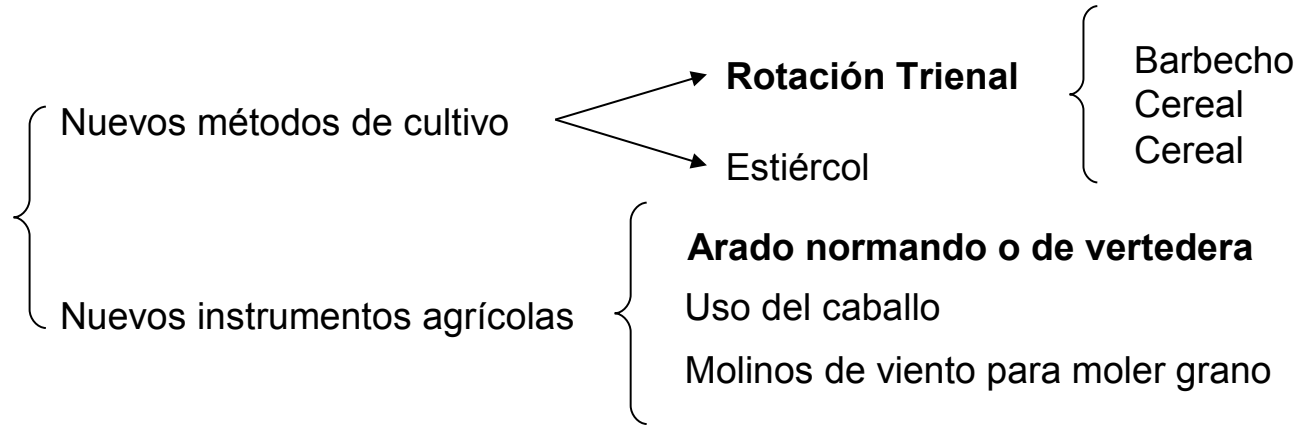 Nuevos métodos de cultivo
Rotación Trienal
Barbecho
Cereal
Cereal
Estiércol
Nuevos instrumentos agrícolas
Arado normando o de vertedera
Uso del caballo
Molinos de viento para moler grano